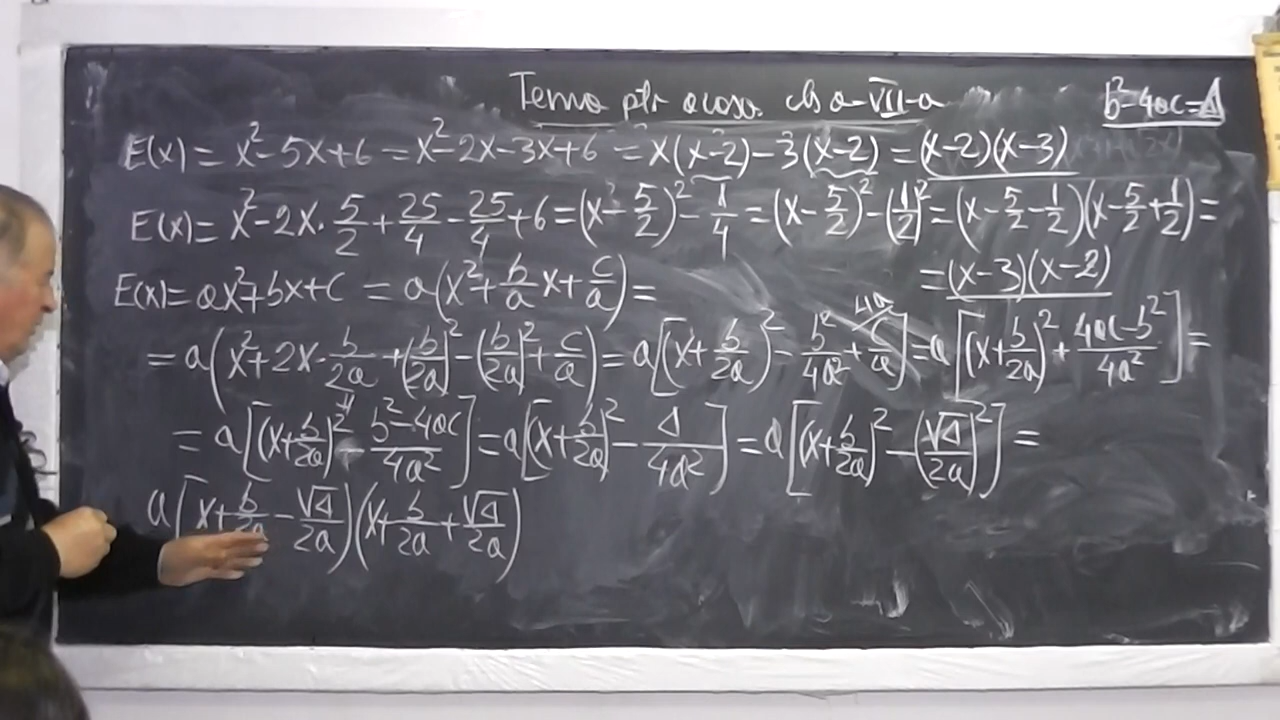 Tema ptr acasa cls a-VII-a
b²-4ac=Δ
E(x) = x²-5x+6 = x²-2x-3x+6 = x(x-2)-3(x-2) = (x-2)(x-3)
E(x) = x²-2x·5/2+25/4-25/4+6=(x-5/2)²-1/4=(x-5/2)²-(1/2)²=(x-5/2-1/2)(x-5/2+1/2)=
=(x-3)(x-2)
E(x)=ax²+bx+c = a(x²+b/a x+c/a)=
=a(x²+2x·b/2a+(b/2a)²-(b/2a)²+c/a)=a[(x+b/2a)²-b²/4a²+4a/c/a]=a[(x+b/2a)²+4ac-b²/4a²]=
=a[(x+b/2a)²-b²-4ac/4a²]=a[(x+b/2a)²-Δ/4a²]=a[(x+b/2a)²-(√Δ/2a)²]=
a(x+b/2a-√Δ/2a)(x+b/2a+√Δ/2a)